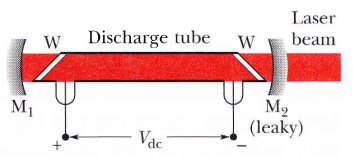 Laser
beam
W Discharge tube W
M1 M2
(leaky)
+ Vdc −